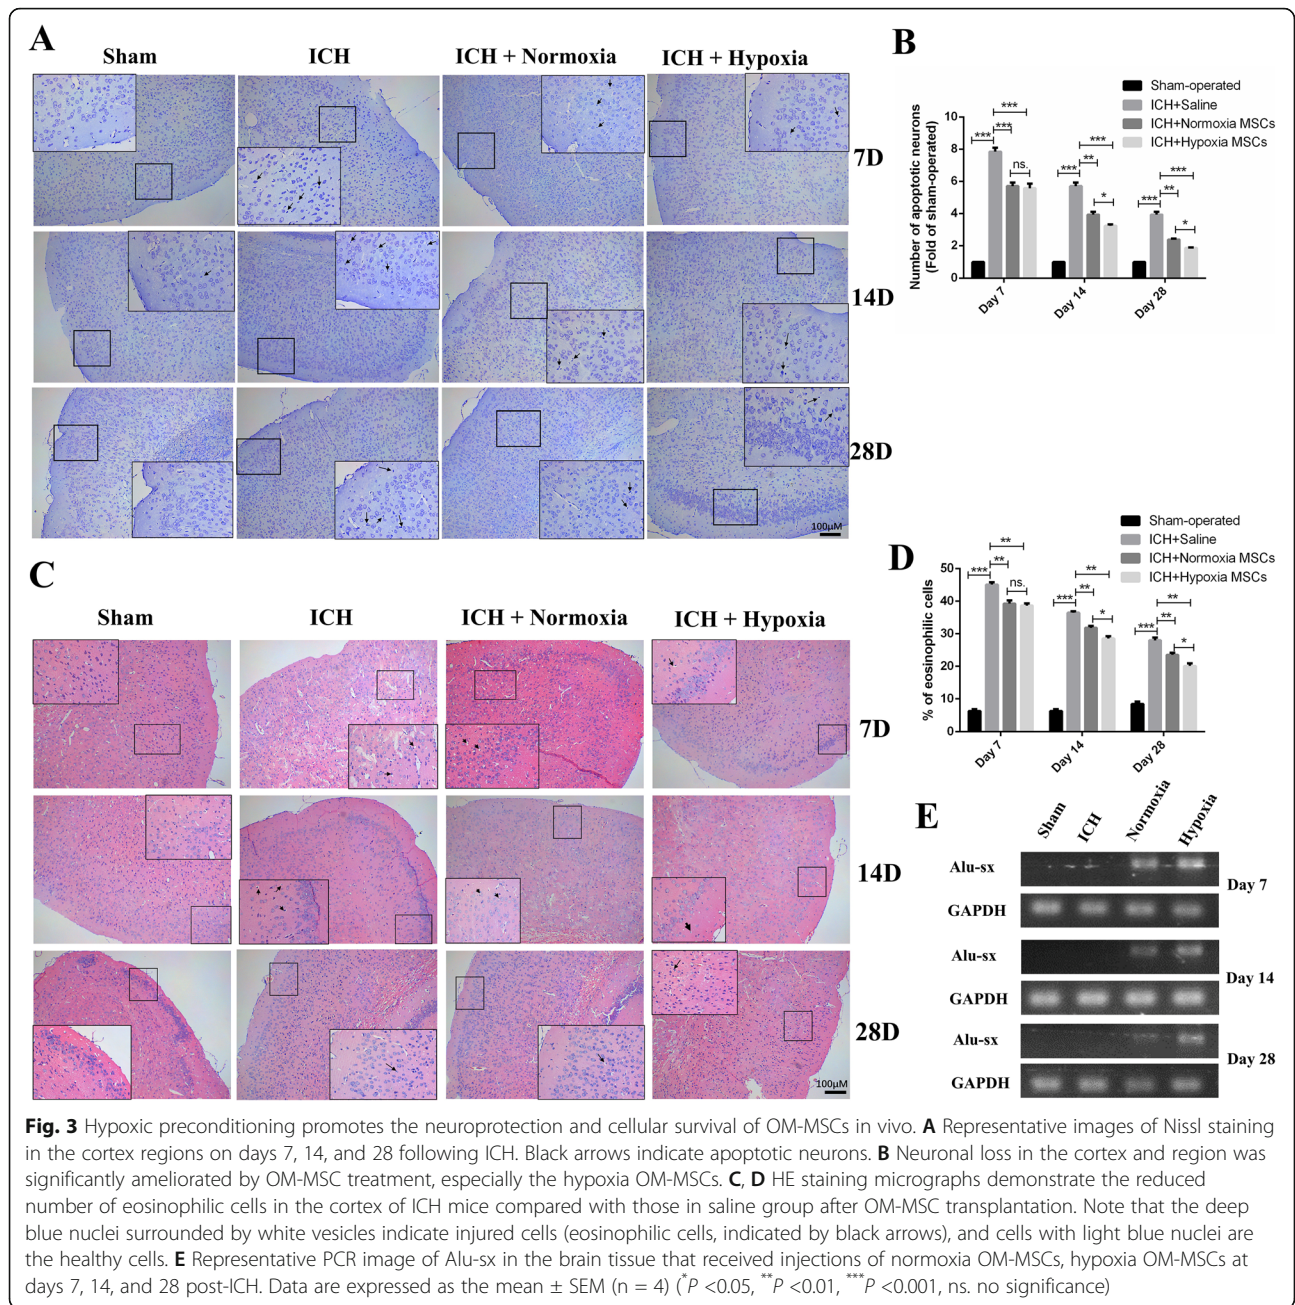 A
Sham
ICH
ICH + Normoxia
ICH + Hypoxia
7D
14D
28D
100μM
B
Sham-operated
ICH+Saline
ICH+Normoxia MSCs
ICH+Hypoxia MSCs
Number of apoptotic neurons
(Fold of sham-operated)
10
8
6
4
2
0
*** *** *** ns.
*** *** ** *
*** *** ** *
Day 7
Day 14
Day 28
C
Sham
ICH
ICH + Normoxia
ICH + Hypoxia
7D
14D
28D
100μM
D
Sham-operated
ICH+Saline
ICH+Normoxia MSCs
ICH+Hypoxia MSCs
% of eosinophilic cells
50
40
30
20
10
0
*** ** ** ns.
*** ** ** *
*** ** ** *
Day 7
Day 14
Day 28
E
Sham
ICH
Normoxia
Hypoxia
Alu-sx
GAPDH
Day 7
Alu-sx
GAPDH
Day 14
Alu-sx
GAPDH
Day 28
Fig. 3 Hypoxic preconditioning promotes the neuroprotection and cellular survival of OM-MSCs in vivo. A Representative images of Nissl staining
in the cortex regions on days 7, 14, and 28 following ICH. Black arrows indicate apoptotic neurons. B Neuronal loss in the cortex and region was
significantly ameliorated by OM-MSC treatment, especially the hypoxia OM-MSCs. C, D HE staining micrographs demonstrate the reduced
number of eosinophilic cells in the cortex of ICH mice compared with those in saline group after OM-MSC transplantation. Note that the deep
blue nuclei surrounded by white vesicles indicate injured cells (eosinophilic cells, indicated by black arrows), and cells with light blue nuclei are
the healthy cells. E Representative PCR image of Alu-sx in the brain tissue that received injections of normoxia OM-MSCs, hypoxia OM-MSCs at
days 7, 14, and 28 post-ICH. Data are expressed as the mean ± SEM (n = 4) (*P <0.05, **P <0.01, ***P <0.001, ns. no significance)